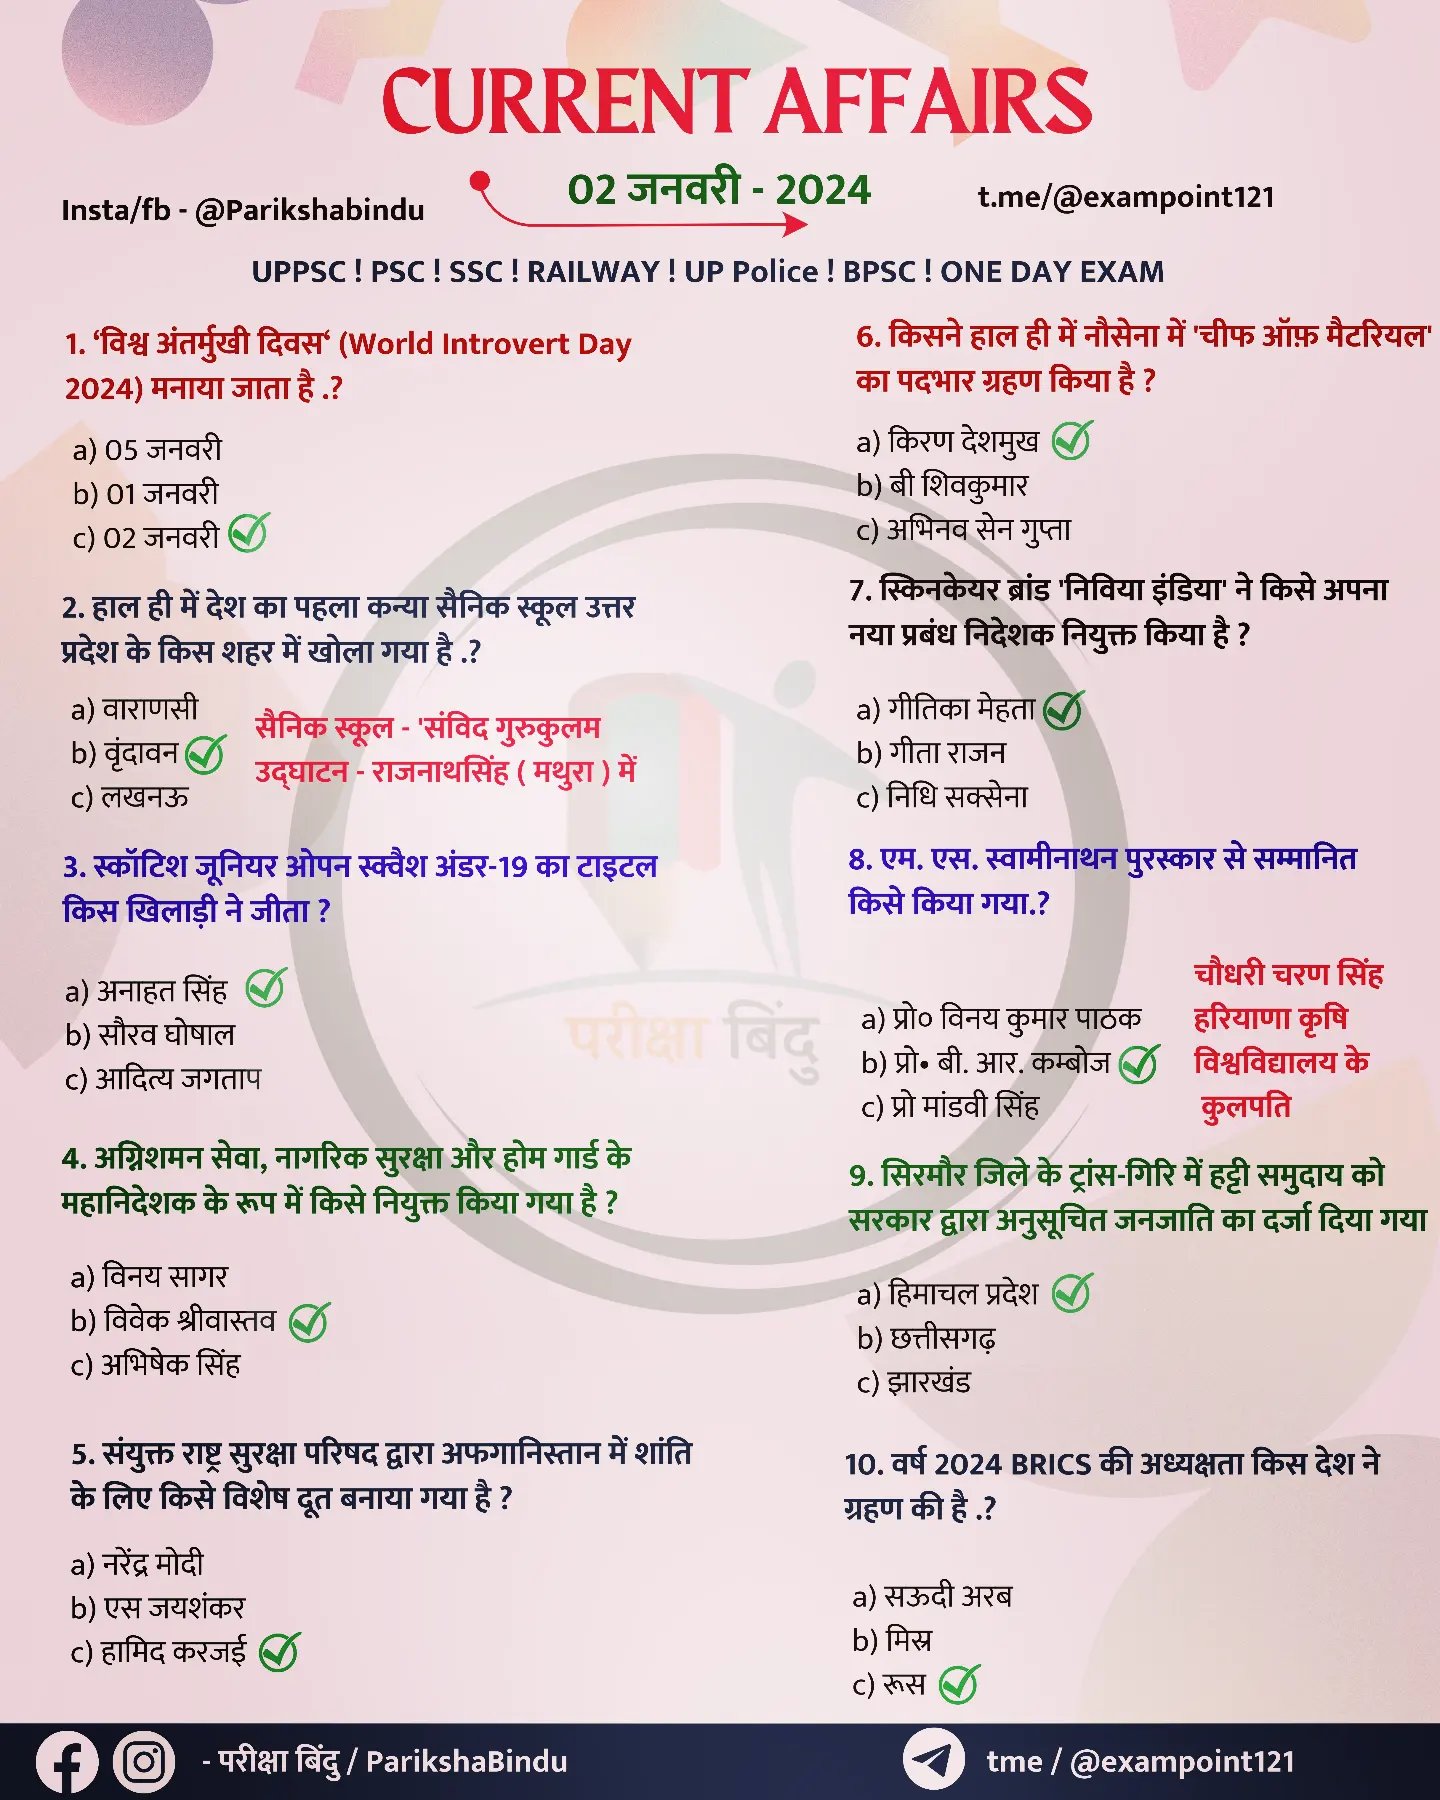 CURRENT AFFAIRS
Insta/fb - @Parikshabindu
02 जनवरी - 2024
t.me/@exampoint121
UPPSC ! PSC ! SSC ! RAILWAY ! UP Police ! BPSC ! ONE DAY EXAM
1. ‘विश्व अंतर्मुखी दिवस‘ (World Introvert Day
2024) मनाया जाता है .?
a) 05 जनवरी
b) 01 जनवरी
c) 02 जनवरी
2. हाल ही में देश का पहला कन्या सैनिक स्कूल उत्तर
प्रदेश के किस शहर में खोला गया है .?
a) वाराणसी
b) वृंदावन
c) लखनऊ
सैनिक स्कूल - 'संविद गुरुकुलम
उद्घाटन - राजनाथसिंह ( मथुरा ) में
3. स्कॉटिश जूनियर ओपन स्क्वैश अंडर-19 का टाइटल
किस खिलाड़ी ने जीता ?
a) अनाहत सिंह
b) सौरव घोषाल
c) आदित्य जगताप
4. अग्निशमन सेवा, नागरिक सुरक्षा और होम गार्ड के
महानिदेशक के रूप में किसे नियुक्त किया गया है ?
a) विनय सागर
b) विवेक श्रीवास्तव
c) अभिषेक सिंह
5. संयुक्त राष्ट्र सुरक्षा परिषद द्वारा अफगानिस्तान में शांति
के लिए किसे विशेष दूत बनाया गया है ?
a) नरेंद्र मोदी
b) एस जयशंकर
c) हामिद करजई
6. किसने हाल ही में नौसेना में 'चीफ ऑफ़ मैटरियल'
का पदभार ग्रहण किया है ?
a) किरण देशमुख
b) बी शिवकुमार
c) अभिनव सेन गुप्ता
7. स्किनकेयर ब्रांड 'निविया इंडिया' ने किसे अपना
नया प्रबंध निदेशक नियुक्त किया है ?
a) गीतिका मेहता
b) गीता राजन
c) निधि सक्सेना
8. एम. एस. स्वामीनाथन पुरस्कार से सम्मानित
किसे किया गया.?
a) प्रो० विनय कुमार पाठक
b) प्रो• बी. आर. कम्बोज
c) प्रो मांडवी सिंह
चौधरी चरण सिंह
हरियाणा कृषि
विश्वविद्यालय के
कुलपति
9. सिरमौर जिले के ट्रांस-गिरि में हट्टी समुदाय को
सरकार द्वारा अनुसूचित जनजाति का दर्जा दिया गया
a) हिमाचल प्रदेश
b) छत्तीसगढ़
c) झारखंड
10. वर्ष 2024 BRICS की अध्यक्षता किस देश ने
ग्रहण की है .?
a) सऊदी अरब
b) मिस्र
c) रूस
परीक्षा बिंदु
- परीक्षा बिंदु / ParikshaBindu
tme / @exampoint121